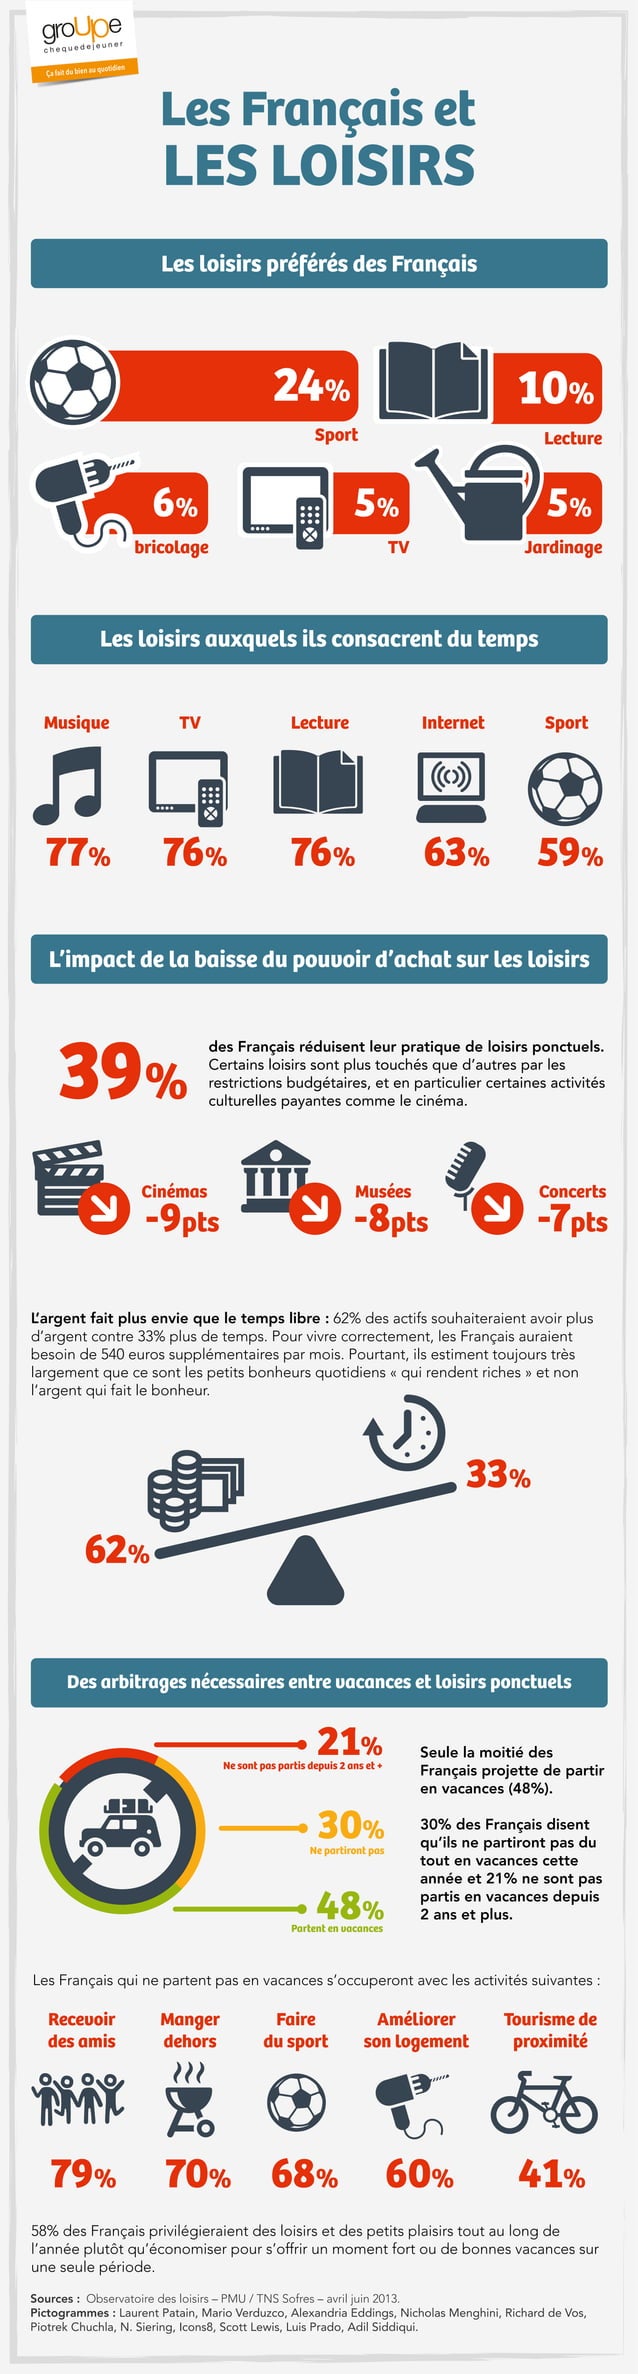 groUpe
chequedejeuner
Ça fait du bien au quotidien
Les Français et
LES LOISIRS
Les loisirs préférés des Français
24%
Sport
10%
Lecture
6%
bricolage
5%
TV
5%
Jardinage
Les loisirs auxquels ils consacrent du temps
Musique TV Lecture Internet Sport
77% 76% 76% 63% 59%
L'impact de la baisse du pouvoir d'achat sur les loisirs
39%
des Français réduisent leur pratique de loisirs ponctuels.
Certains loisirs sont plus touchés que d'autres par les
restrictions budgétaires, et en particulier certaines activités
culturelles payantes comme le cinéma.
Cinémas
-9pts
Musées
-8pts
Concerts
-7pts
L'argent fait plus envie que le temps libre : 62% des actifs souhaiteraient avoir plus
d'argent contre 33% plus de temps. Pour vivre correctement, les Français auraient
besoin de 540 euros supplémentaires par mois. Pourtant, ils estiment toujours très
largement que ce sont les petits bonheurs quotidiens « qui rendent riches » et non
l'argent qui fait le bonheur.
33%
62%
Des arbitrages nécessaires entre vacances et loisirs ponctuels
21%
Ne sont pas partis depuis 2 ans et +
30%
Ne partiront pas
48%
Partent en vacances
Seule la moitié des
Français projette de partir
en vacances (48%).
30% des Français disent
qu'ils ne partiront pas du
tout en vacances cette
année et 21% ne sont pas
partis en vacances depuis
2 ans et plus.
Les Français qui ne partent pas en vacances s'occuperont avec les activités suivantes :
Recevoir
des amis
Manger
dehors
Faire
du sport
Améliorer
son logement
Tourisme de
proximité
79% 70% 68% 60% 41%
58% des Français privilégieraient des loisirs et des petits plaisirs tout au long de
l'année plutôt qu'économiser pour s'offrir un moment fort ou de bonnes vacances sur
une seule période.
Sources : Observatoire des loisirs – PMU / TNS Sofres – avril juin 2013.
Pictogrammes : Laurent Patain, Mario Verduzco, Alexandria Eddings, Nicholas Menghini, Richard de Vos,
Piotrek Chuchla, N. Siering, Icons8, Scott Lewis, Luis Prado, Adil Siddiqui.